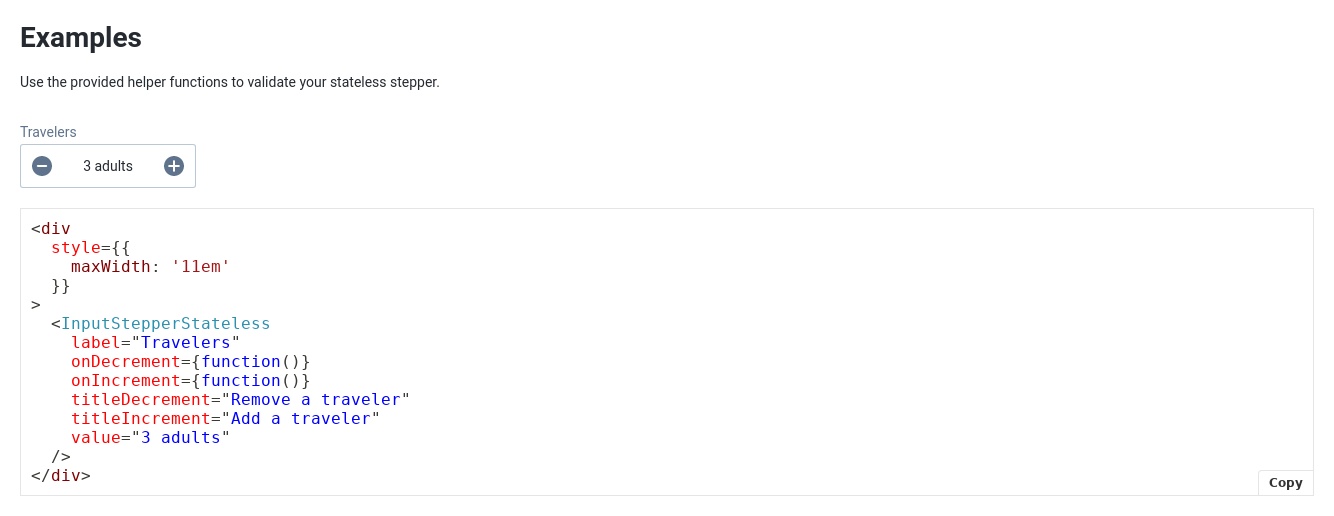 Examples
Use the provided helper functions to validate your stateless stepper.
Travelers
3 adults
<div
  style={{
    maxWidth: '11em'
  }}
>
  <InputStepperStateless
    label="Travelers"
    onDecrement={function()}
    onIncrement={function()}
    titleDecrement="Remove a traveler"
    titleIncrement="Add a traveler"
    value="3 adults"
  />
</div>
Copy